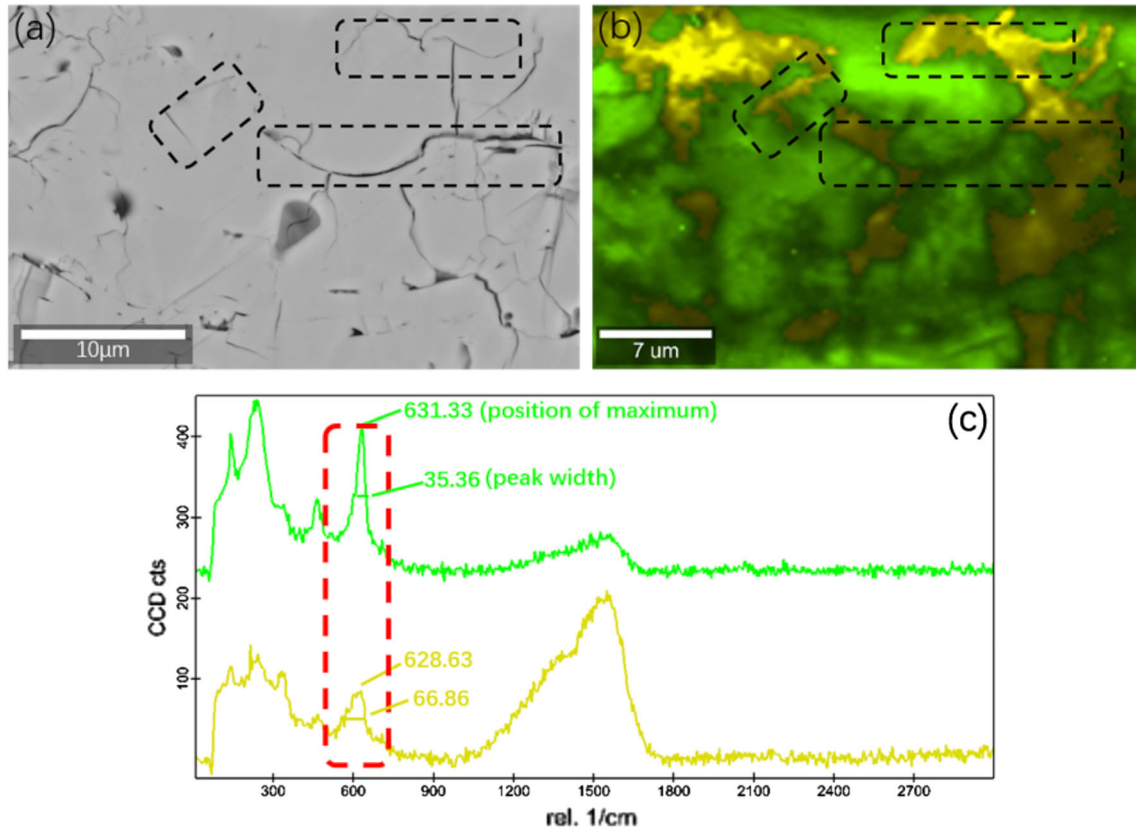 (a)
10μm
(b)
7 um
(c)
631.33 (position of maximum)
35.36 (peak width)
628.63
66.86
CCD cts
400
300
200
100
300 600 900 1200 1500 1800 2100 2400 2700
rel. 1/cm